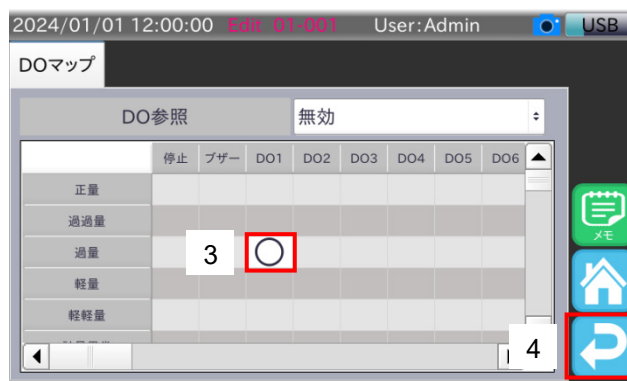 2024/01/01 12:00:00 Edit 01-001 User:Admin USB
DOマップ
DO参照 無効
停止 ブザー DO1 DO2 DO3 DO4 DO5 DO6
正量
過過量
過量 3
軽量
軽軽量
メモ
4